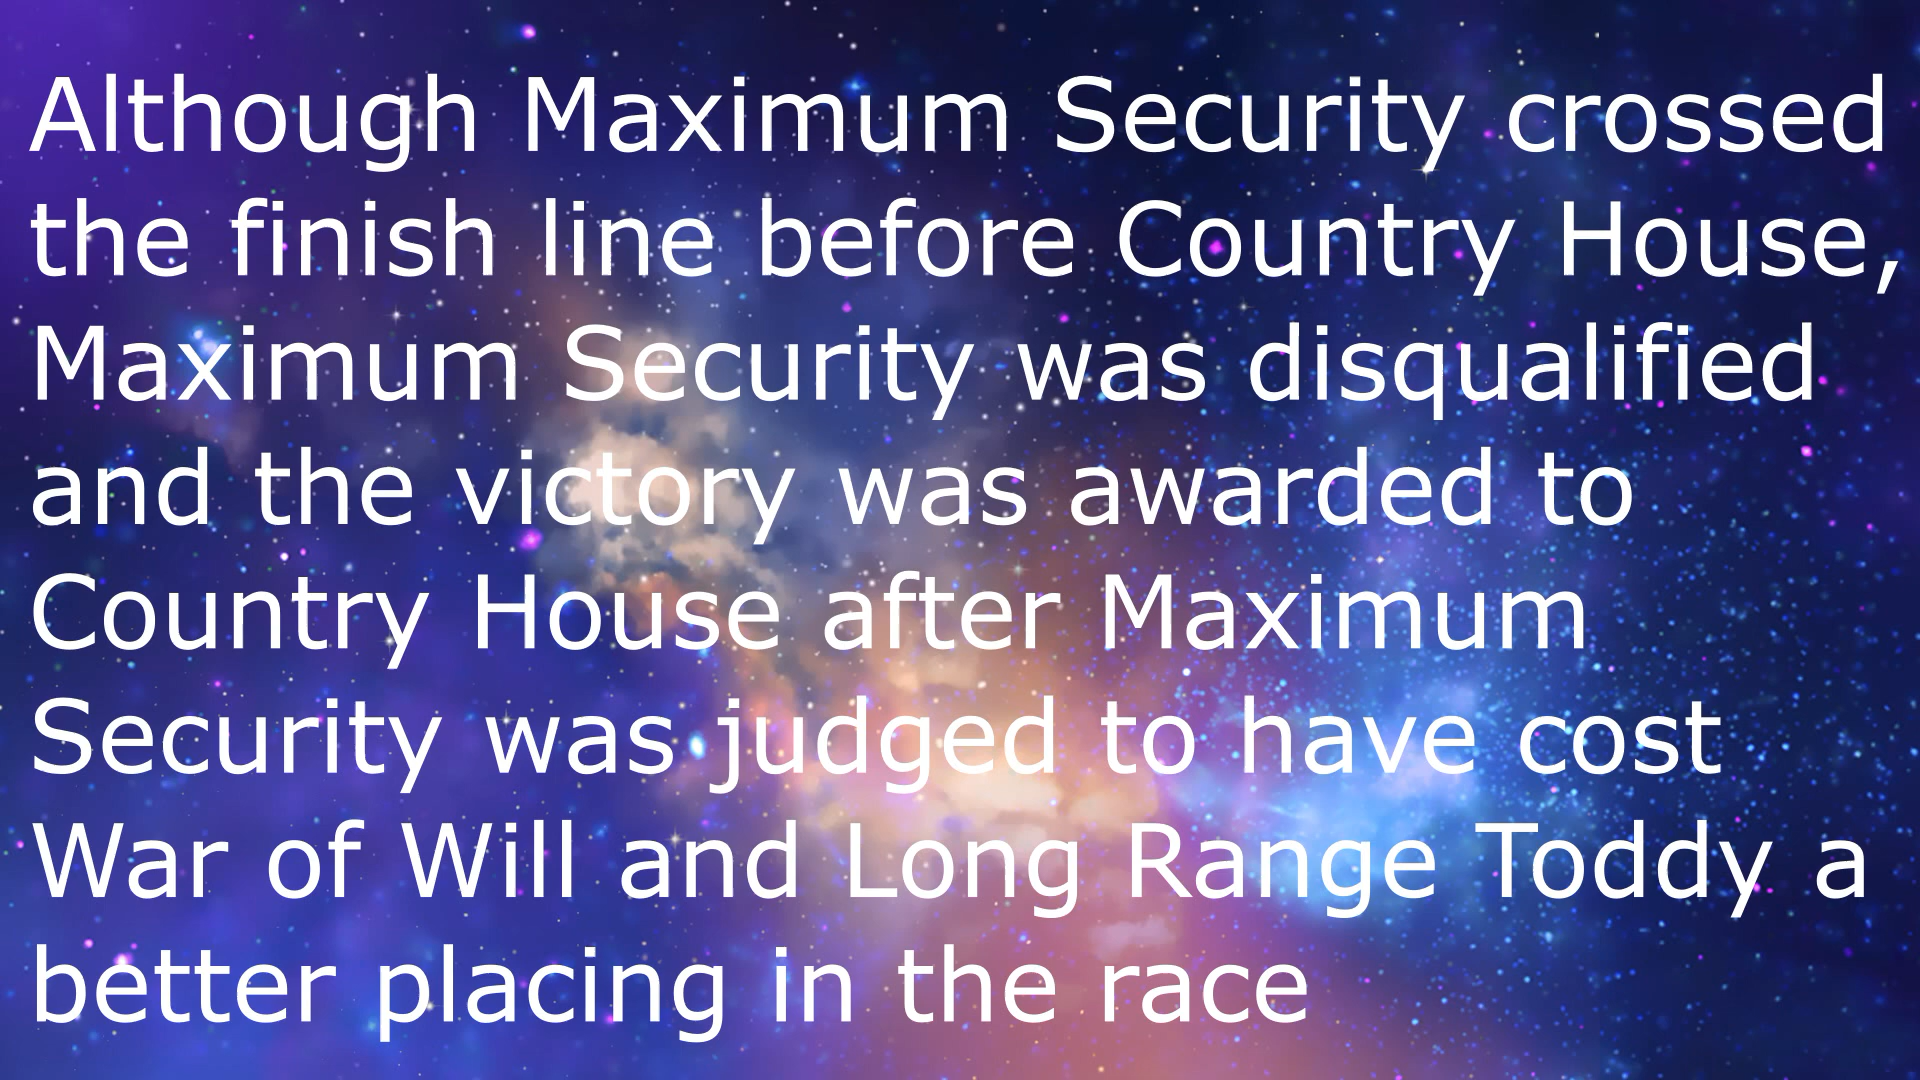 Although Maximum Security crossed
the finish line before Country House,
Maximum Security was disqualified
and the victory was awarded to
Country House after Maximum
Security was judged to have cost
War of Will and Long Range Toddy a
better placing in the race